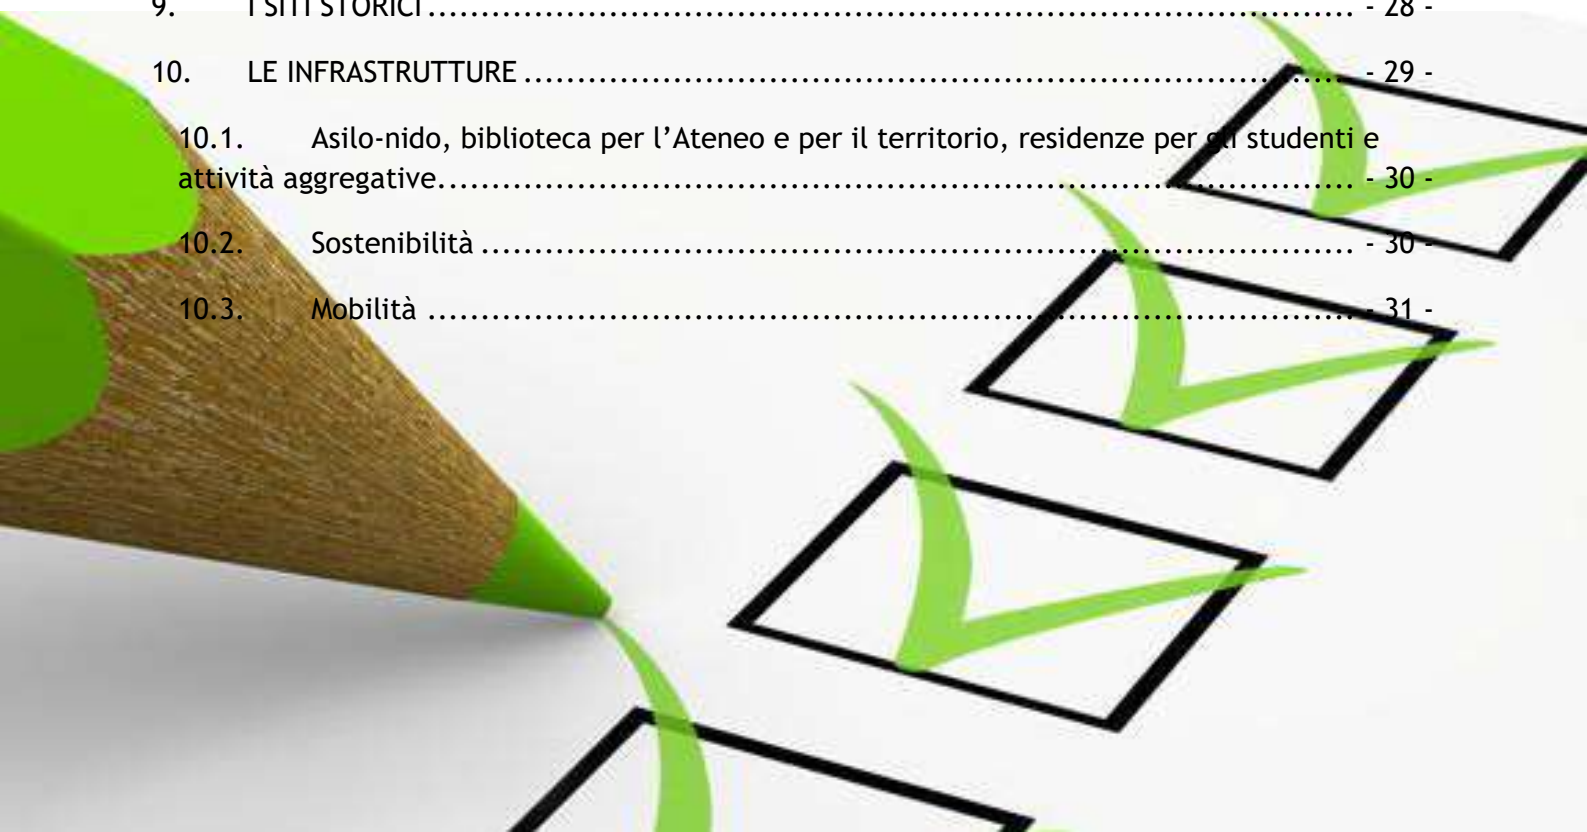 9. I SITI STORICI ................................................ - 28 -
10. LE INFRASTRUTTURE ................................................ - 29 -
10.1. Asilo-nido, biblioteca per l’Ateneo e per il territorio, residenze per gli studenti e
attività aggregative ................................................ - 30 -
10.2. Sostenibilità ................................................ - 30 -
10.3. Mobilità ................................................ - 31 -